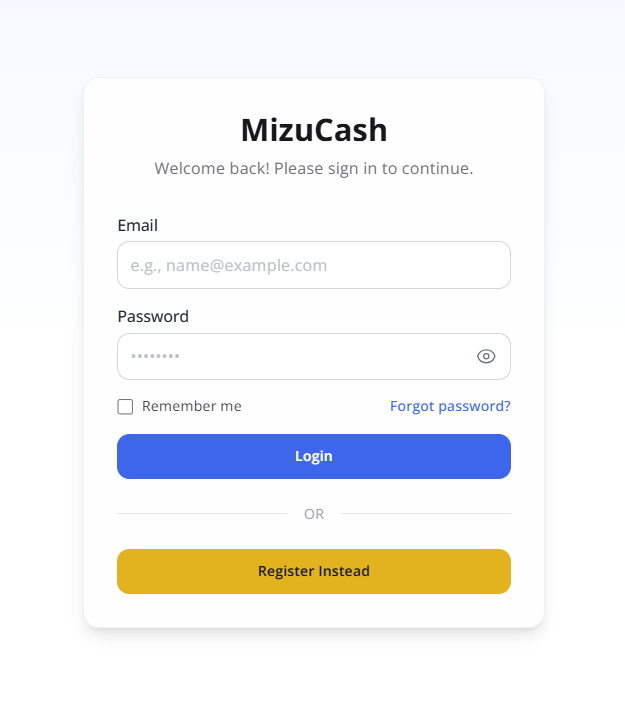 MizuCash
Welcome back! Please sign in to continue.
Email
e.g., name@example.com
Password
••••••••
Remember me
Forgot password?
Login
OR
Register Instead